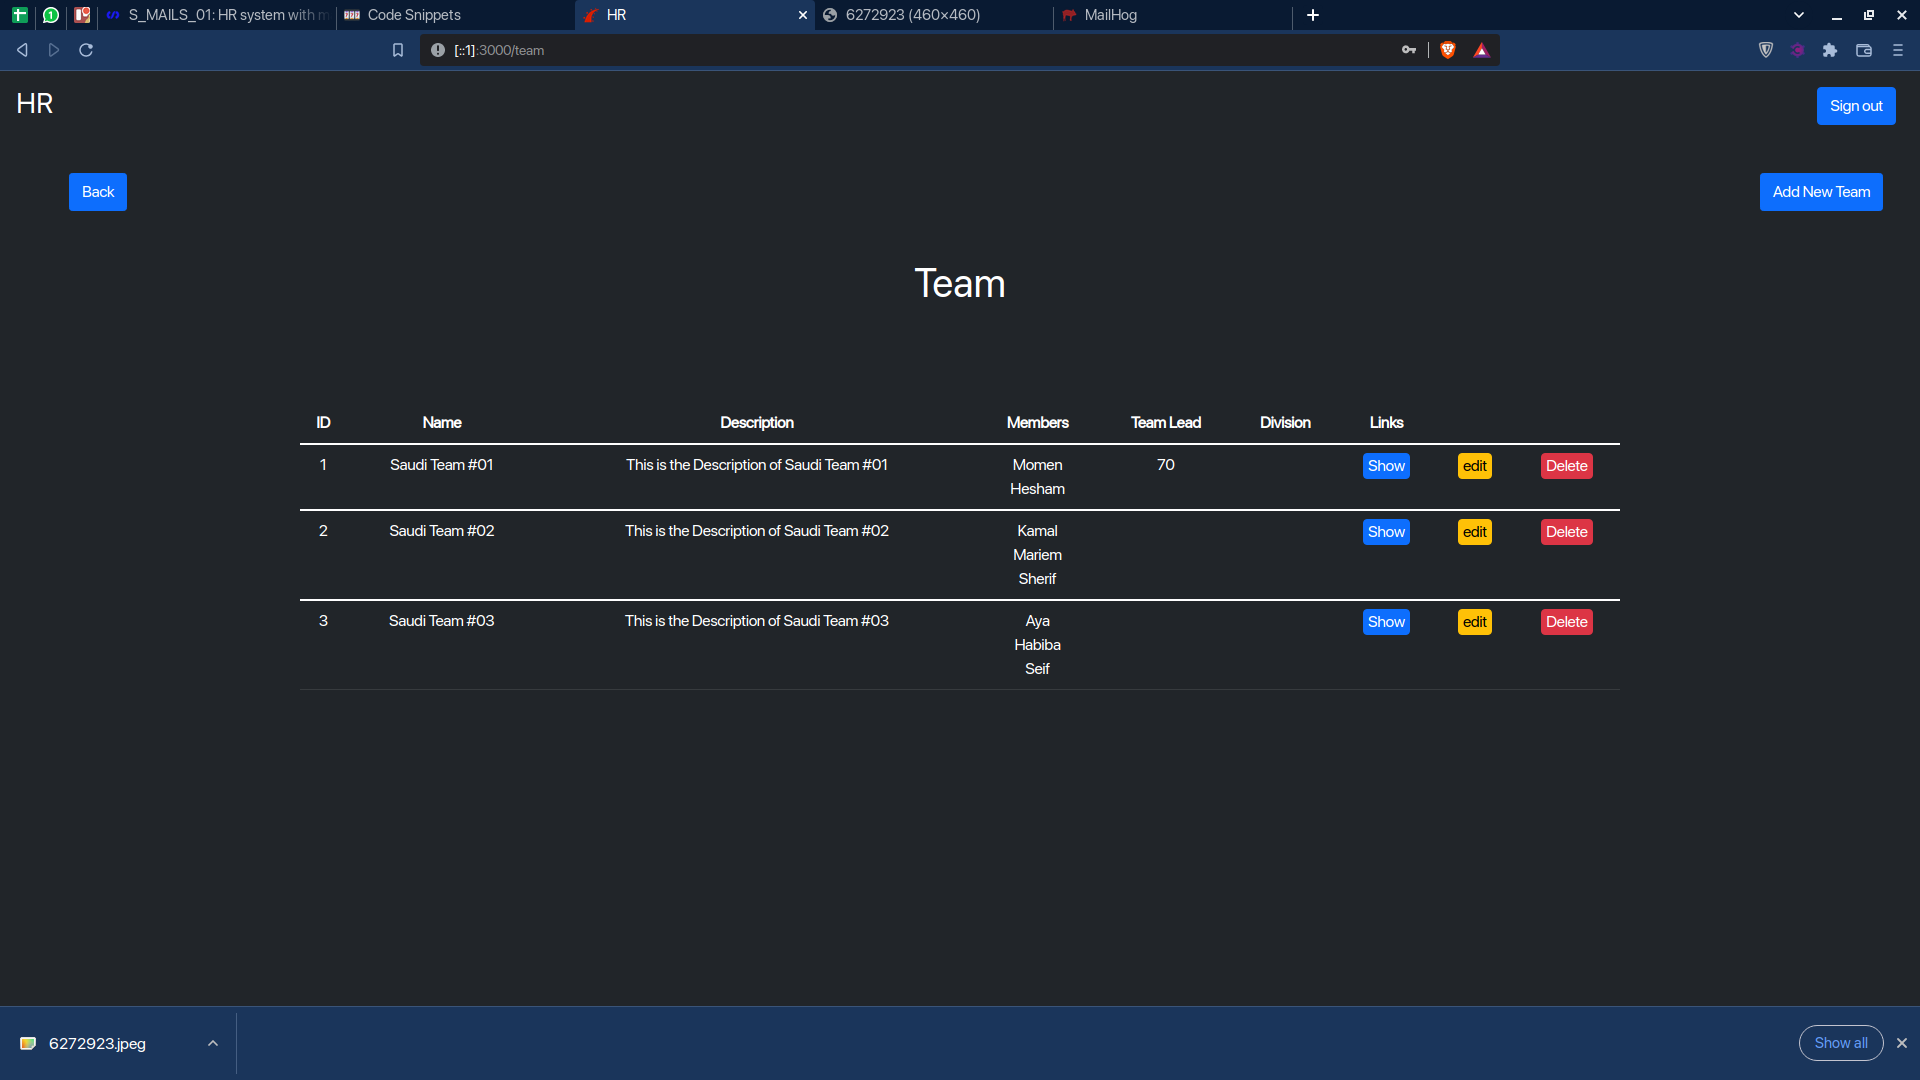 1
S_MAILS_01: HR system with m
Code Snippets
HR
6272923 (460×460)
MailHog
[::1]:3000/team
HR
Sign out
Back
Add New Team
Team
ID Name Description Members Team Lead Division Links
1 Saudi Team #01 This is the Description of Saudi Team #01 Momen 70 Show edit Delete
Hesham
2 Saudi Team #02 This is the Description of Saudi Team #02 Kamal Show edit Delete
Mariem
Sherif
3 Saudi Team #03 This is the Description of Saudi Team #03 Aya Show edit Delete
Habiba
Seif
6272923.jpeg
Show all